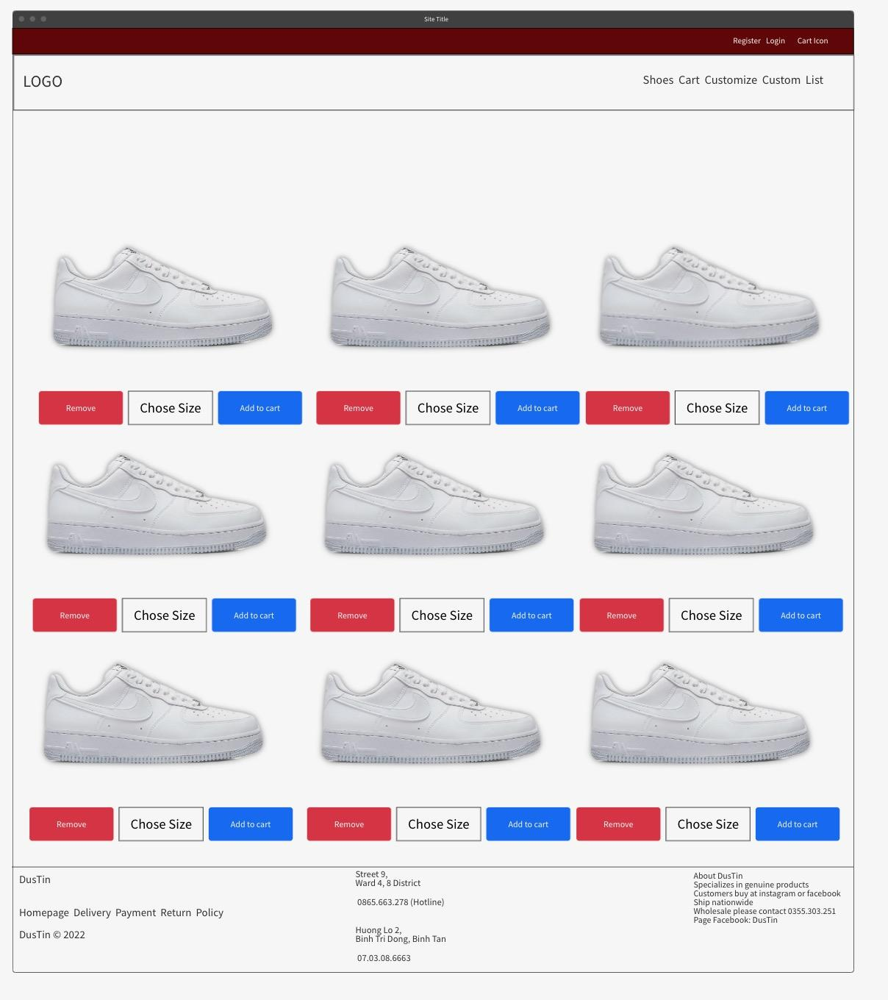 Site Title
Register Login Cart Icon
LOGO
Shoes Cart Customize Custom List
Remove Chose Size Add to cart Remove Chose Size Add to cart Remove Chose Size Add to cart
Remove Chose Size Add to cart Remove Chose Size Add to cart Remove Chose Size Add to cart
Remove Chose Size Add to cart Remove Chose Size Add to cart Remove Chose Size Add to cart
DusTin
Homepage Delivery Payment Return Policy
DusTin © 2022
Street 9,
Ward 4, 8 District
0865.663.278 (Hotline)
Huong Lo 2,
Binh Tri Dong, Binh Tan
07.03.08.6663
About DusTin
Specializes in genuine products
Customers buy at instagram or facebook
Ship nationwide
Wholesale please contact 0355.303.251
Page Facebook: DusTin